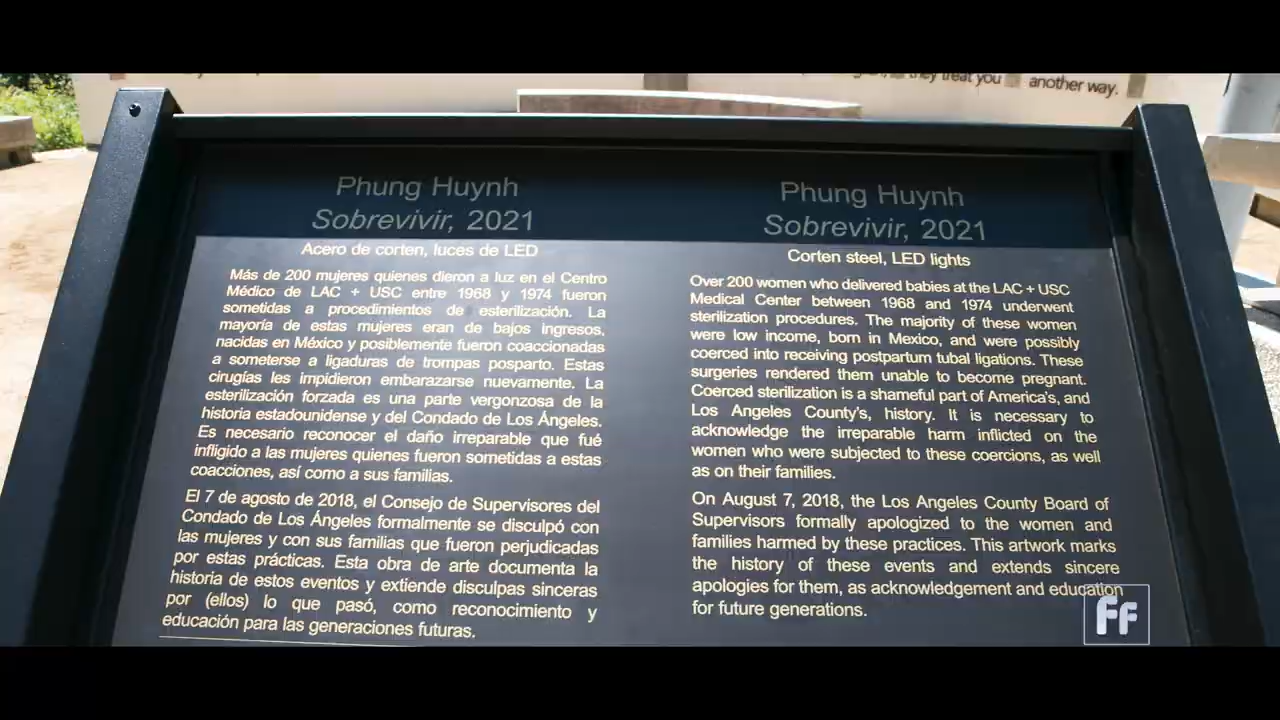 they treat you another way.
Phung Huynh
Sobrevivir, 2021
Acero de corten, luces de LED
Más de 200 mujeres quienes dieron a luz en el Centro
Médico de LAC + USC entre 1968 y 1974 fueron
sometidas a procedimientos de esterilización. La
mayoría de estas mujeres eran de bajos ingresos,
nacidas en México y posiblemente fueron coaccionadas
a someterse a ligaduras de trompas posparto. Estas
cirugías les impidieron embarazarse nuevamente. La
esterilización forzada es una parte vergonzosa de la
historia estadounidense y del Condado de Los Ángeles.
Es necesario reconocer el daño irreparable que fué
infligido a las mujeres quienes fueron sometidas a estas
coacciones, así como a sus familias.
El 7 de agosto de 2018, el Consejo de Supervisores del
Condado de Los Ángeles formalmente se disculpó con
las mujeres y con sus familias que fueron perjudicadas
por estas prácticas. Esta obra de arte documenta la
historia de estos eventos y extiende disculpas sinceras
por (ellos) lo que pasó, como reconocimiento y
educación para las generaciones futuras.
Phung Huynh
Sobrevivir, 2021
Corten steel, LED lights
Over 200 women who delivered babies at the LAC + USC
Medical Center between 1968 and 1974 underwent
sterilization procedures. The majority of these women
were low income, born in Mexico, and were possibly
coerced into receiving postpartum tubal ligations. These
surgeries rendered them unable to become pregnant.
Coerced sterilization is a shameful part of America's, and
Los Angeles County's, history. It is necessary to
acknowledge the irreparable harm inflicted on the
women who were subjected to these coercions, as well
as on their families.
On August 7, 2018, the Los Angeles County Board of
Supervisors formally apologized to the women and
families harmed by these practices. This artwork marks
the history of these events and extends sincere
apologies for them, as acknowledgement and education
for future generations.
FF